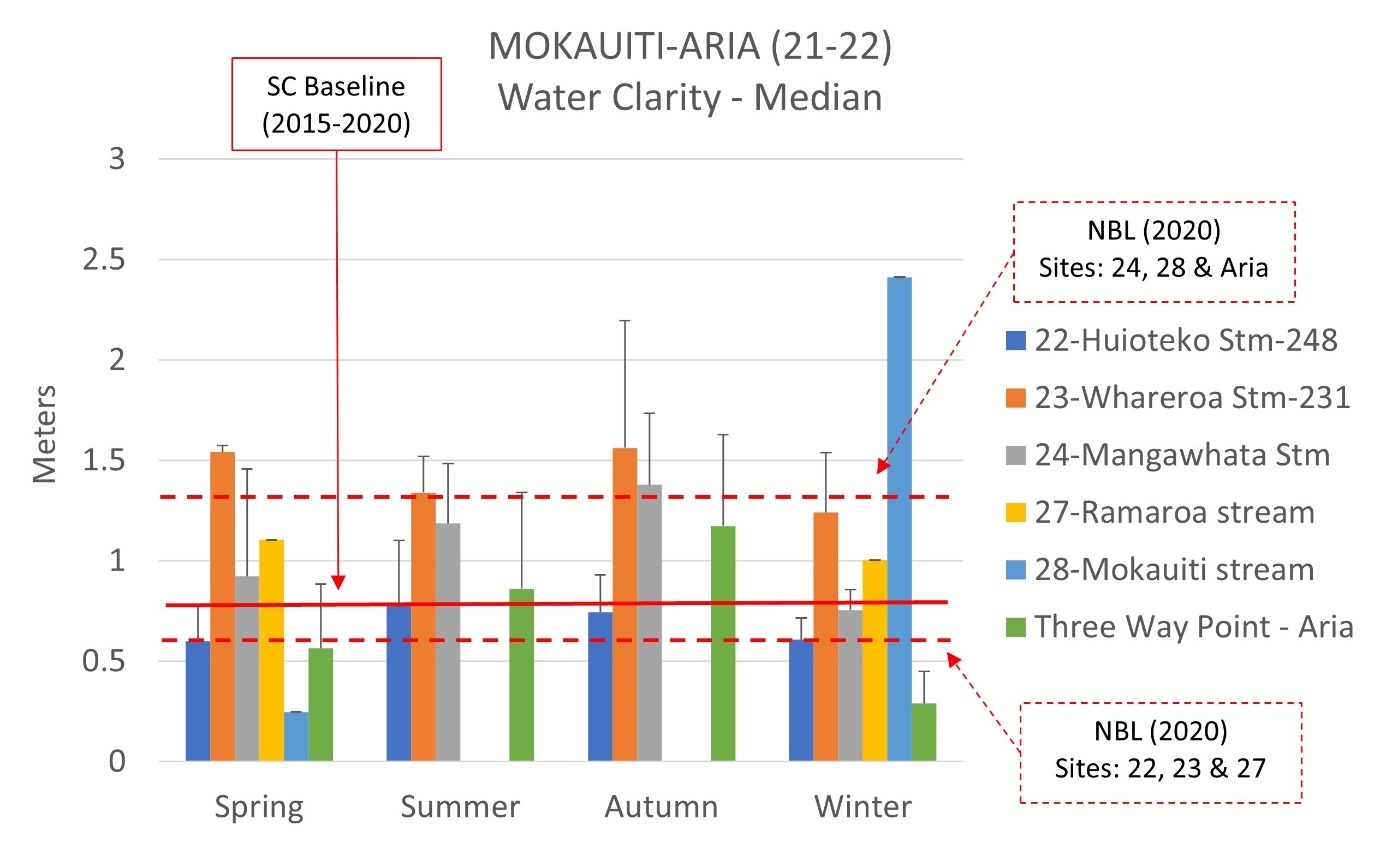 MOKAUITI-ARIA (21-22)
Water Clarity - Median
SC Baseline
(2015-2020)
3
2.5
2
1.5
1
0.5
0
Meters
Spring
Summer
Autumn
Winter
NBL (2020)
Sites: 24, 28 & Aria
22-Huioteko Stm-248
23-Whareroa Stm-231
24-Mangawhata Stm
27-Ramaroa stream
28-Mokauiti stream
Three Way Point - Aria
NBL (2020)
Sites: 22, 23 & 27